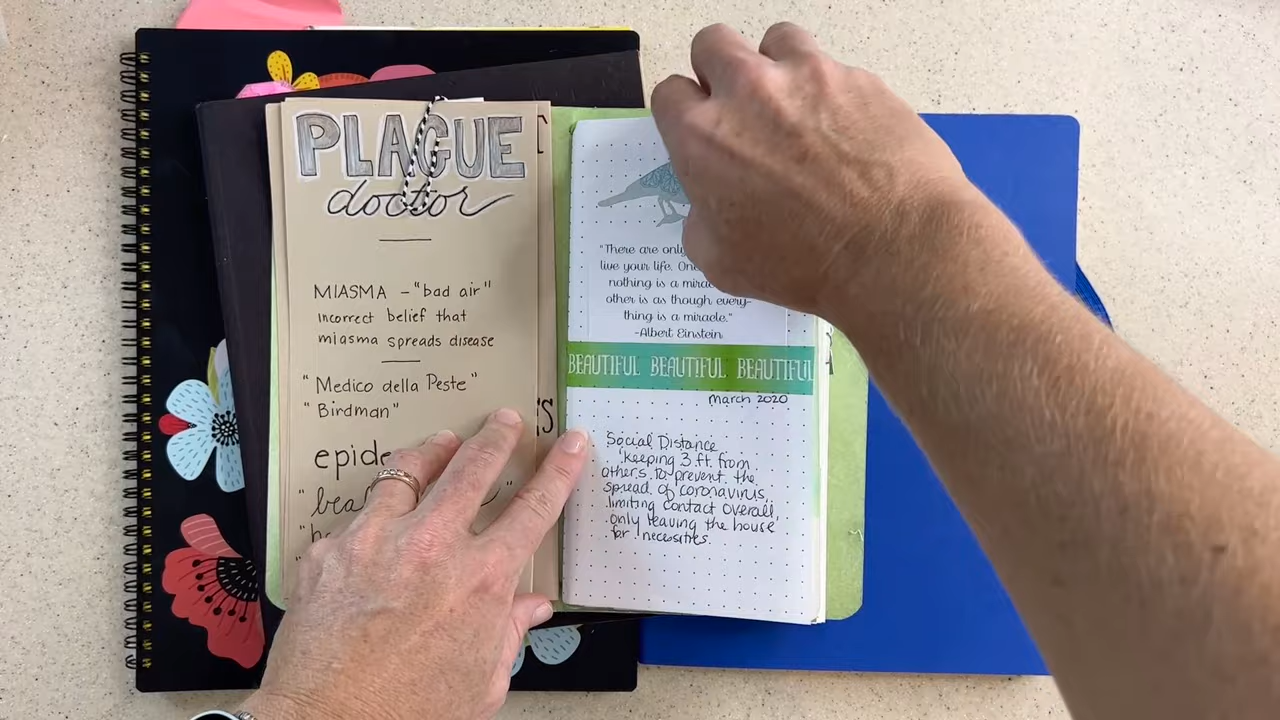 PLAGUE
doctor
MIASMA - "bad air"
incorrect belief that
miasma spreads disease
"Medico della Peste"
"Birdman"
"There are only
live your life. One
nothing is a
other is as though every-
thing is a miracle."
-Albert Einstein
BEAUTIFUL BEAUTIFUL BEAUTIFUL
March 2020
Social Distance
keeping 3 ft. from
others to prevent the
spread of coronavirus,
limiting contact overall,
only leaving the house
for necessities.